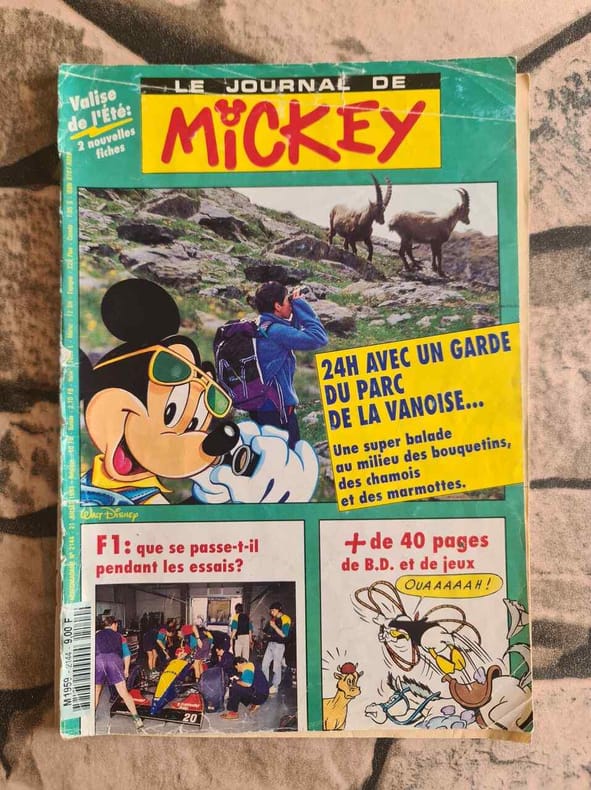 LE JOURNAL DE
MiCKEY
Valise
de l'Été:
2 nouvelles
fiches
24H AVEC UN GARDE
DU PARC
DE LA VANOISE...
Une super balade
au milieu des bouquetins,
des chamois
et des marmottes.
WALT DISNEY
F1: que se passe-t-il
pendant les essais?
20
+ de 40 pages
de B.D. et de jeux
OUAAAAAH!
M 1959 - 2144 - 9,00 F